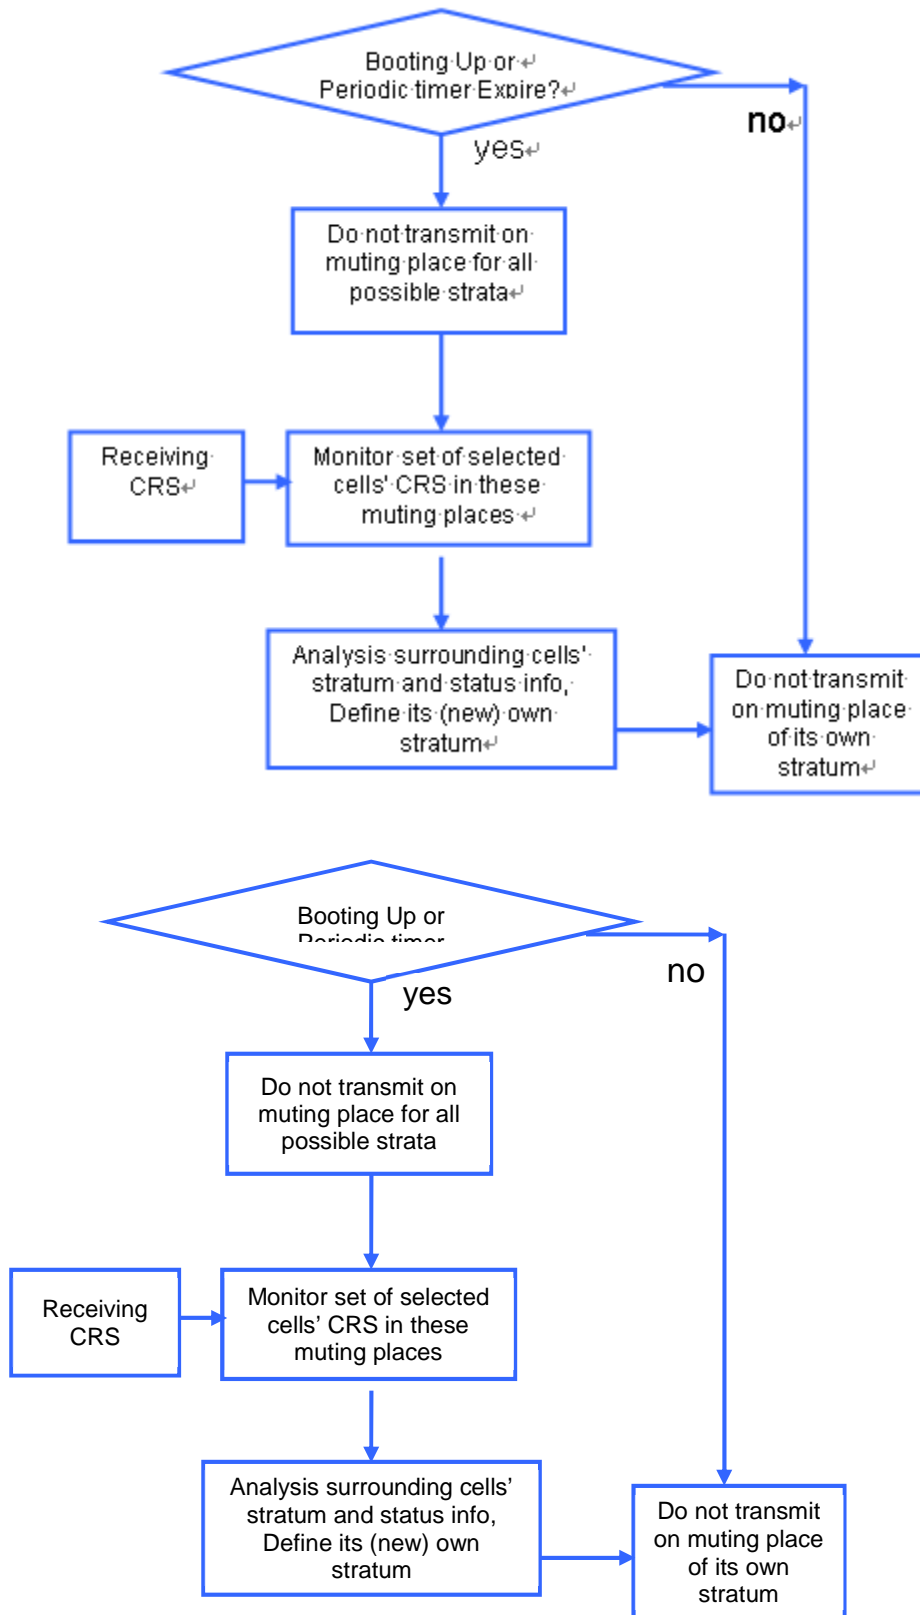 Booting Up or
Periodic timer Expire?
no
yes
Do not transmit on
muting place for all
possible strata
Receiving
CRS
Monitor set of selected
cells' CRS in these
muting places
Analysis surrounding cells'
stratum and status info,
Define its (new) own
stratum
Do not transmit
on muting place
of its own
stratum
Booting Up or
Periodic timer
no
yes
Do not transmit on
muting place for all
possible strata
Receiving
CRS
Monitor set of selected
cells’ CRS in these
muting places
Analysis surrounding cells’
stratum and status info,
Define its (new) own
stratum
Do not transmit
on muting place
of its own
stratum